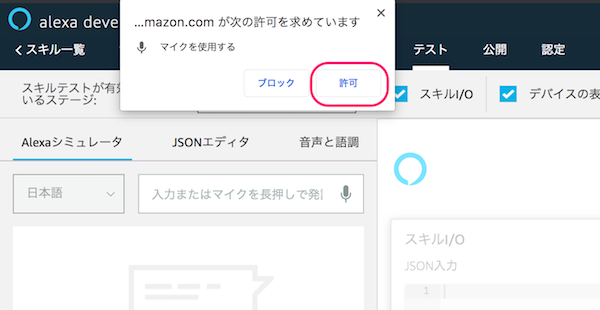 alexa deve
...mazon.com が次の許可を求めています
マイクを使用する
ブロック
許可
スキル一覧
テスト
公開
認定
スキルテストが有効
いるステージ:
スキルI/O
デバイスの表
Alexaシミュレータ
JSONエディタ
音声と語調
日本語
入力またはマイクを長押しで発
スキルI/O
JSON入力
1